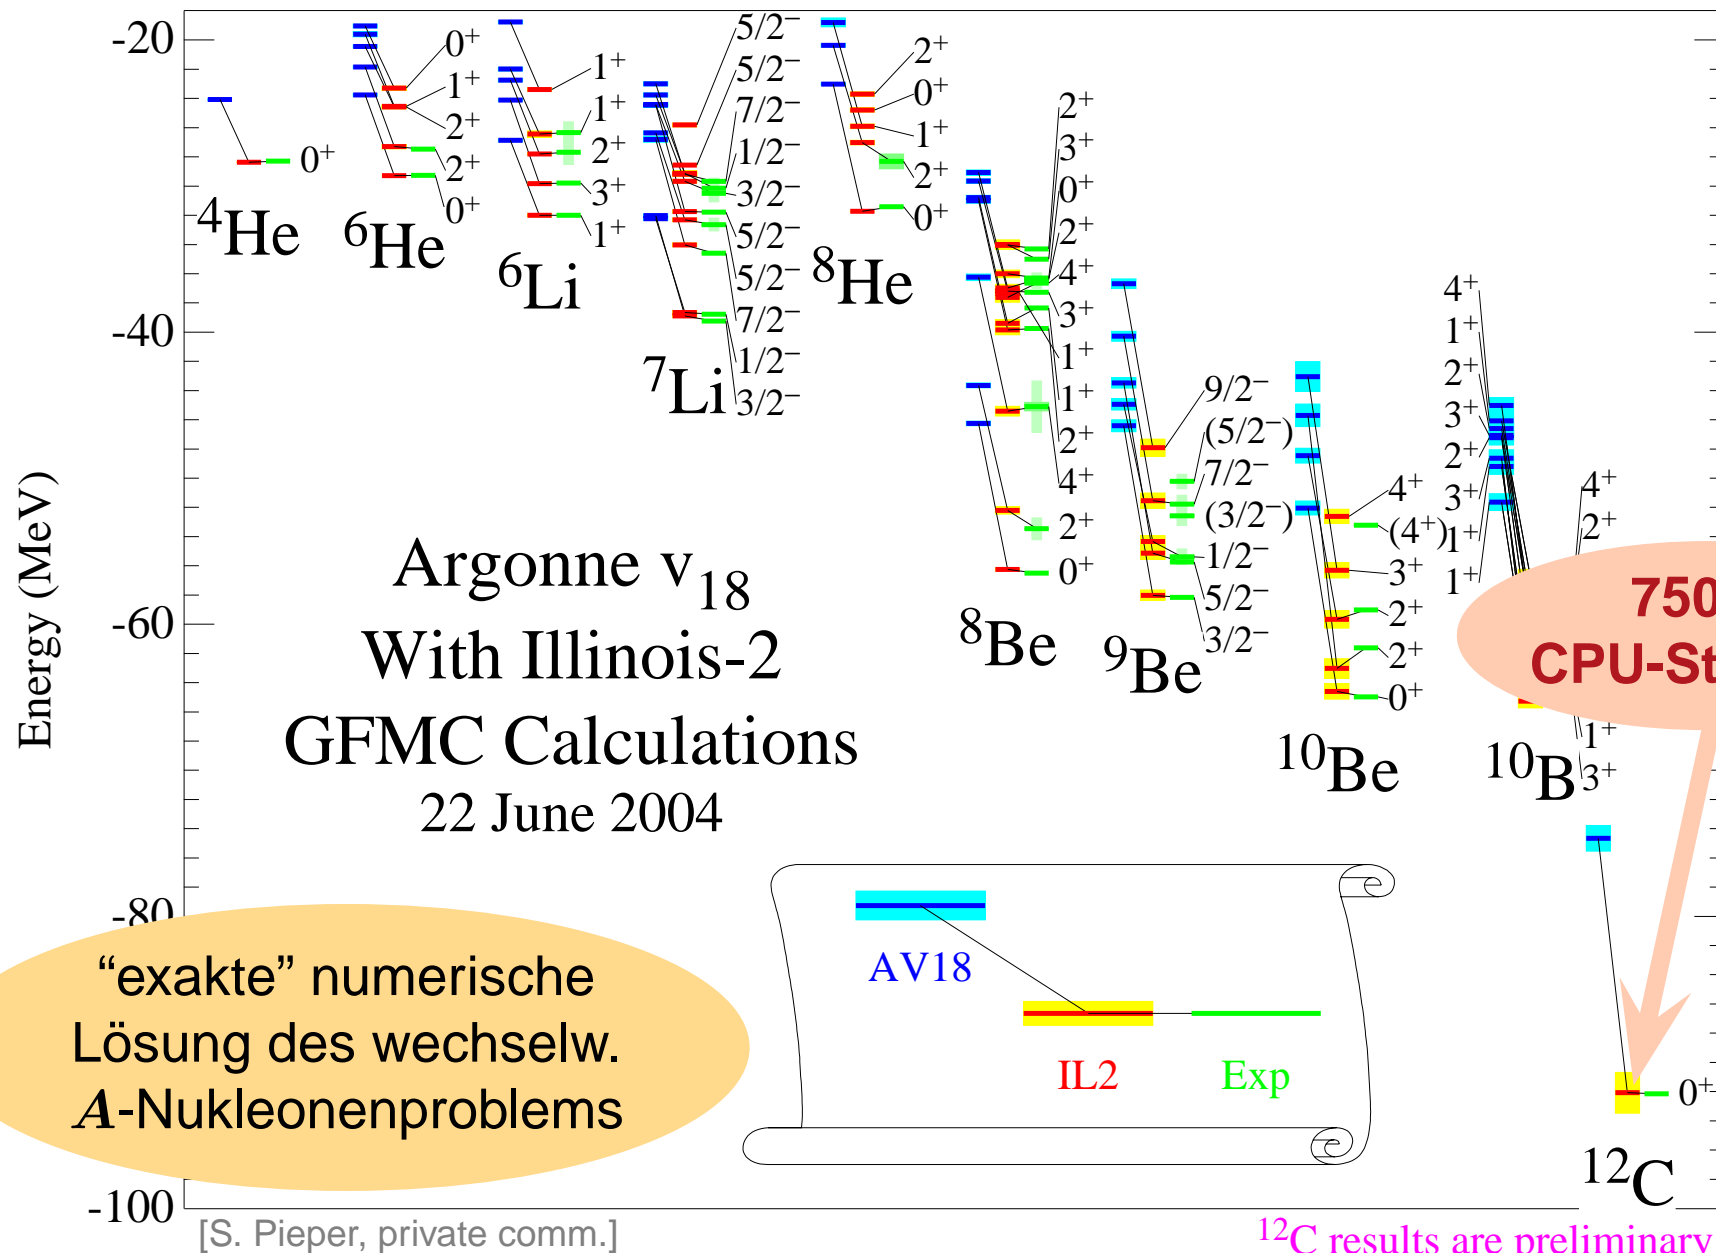 -20
-40
-60
-80
-100
Energy (MeV)
0⁺
⁴He
0⁺
1⁺
2⁺
2⁺
0⁺
⁶He
1⁺
1⁺
2⁺
3⁺
1⁺
⁶Li
5/2⁻
5/2⁻
7/2⁻
1/2⁻
3/2⁻
5/2⁻
5/2⁻
7/2⁻
1/2⁻
3/2⁻
⁷Li
2⁺
0⁺
1⁺
2⁺
0⁺
⁸He
2⁺
3⁺
0⁺
2⁺
4⁺
3⁺
1⁺
1⁺
2⁺
4⁺
2⁺
0⁺
⁸Be
9/2⁻
(5/2⁻)
7/2⁻
(3/2⁻)
1/2⁻
5/2⁻
3/2⁻
⁹Be
4⁺
(4⁺)
3⁺
2⁺
2⁺
0⁺
¹⁰Be
4⁺
1⁺
2⁺
3⁺
2⁺
3⁺
1⁺
1⁺
4⁺
2⁺
1⁺
3⁺
¹⁰B
750
CPU-St
0⁺
¹²C
Argonne v₁₈
With Illinois-2
GFMC Calculations
22 June 2004
“exakte” numerische
Lösung des wechselw.
A-Nukleonenproblems
AV18
IL2
Exp
[S. Pieper, private comm.]
¹²C results are preliminary